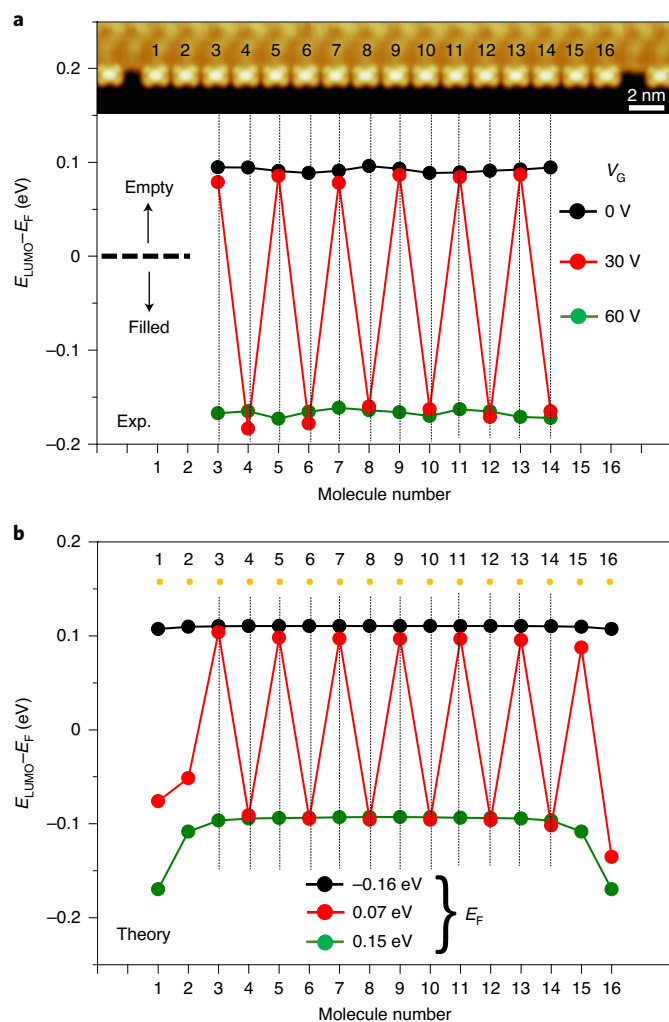 a
1 2 3 4 5 6 7 8 9 10 11 12 13 14 15 16
2 nm
0.2
0.1
0
−0.1
−0.2
E_LUMO−E_F (eV)
Empty
Filled
V_G
0 V
30 V
60 V
Exp.
1 2 3 4 5 6 7 8 9 10 11 12 13 14 15 16
Molecule number
b
1 2 3 4 5 6 7 8 9 10 11 12 13 14 15 16
0.2
0.1
0
−0.1
−0.2
E_LUMO−E_F (eV)
−0.16 eV
0.07 eV
0.15 eV
E_F
Theory
1 2 3 4 5 6 7 8 9 10 11 12 13 14 15 16
Molecule number